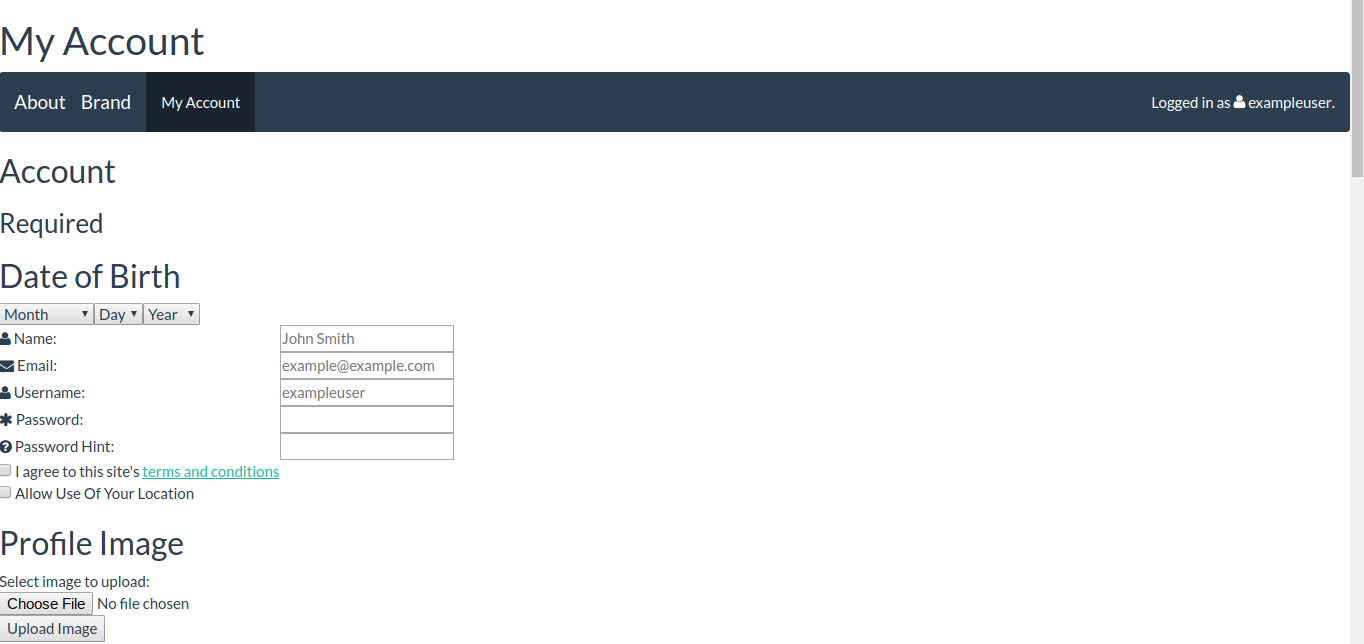 My Account
About Brand My Account Logged in as exampleuser.
Account
Required
Date of Birth
Month Day Year
Name: John Smith
Email: example@example.com
Username: exampleuser
Password:
Password Hint:
I agree to this site's terms and conditions
Allow Use Of Your Location
Profile Image
Select image to upload:
Choose File No file chosen
Upload Image